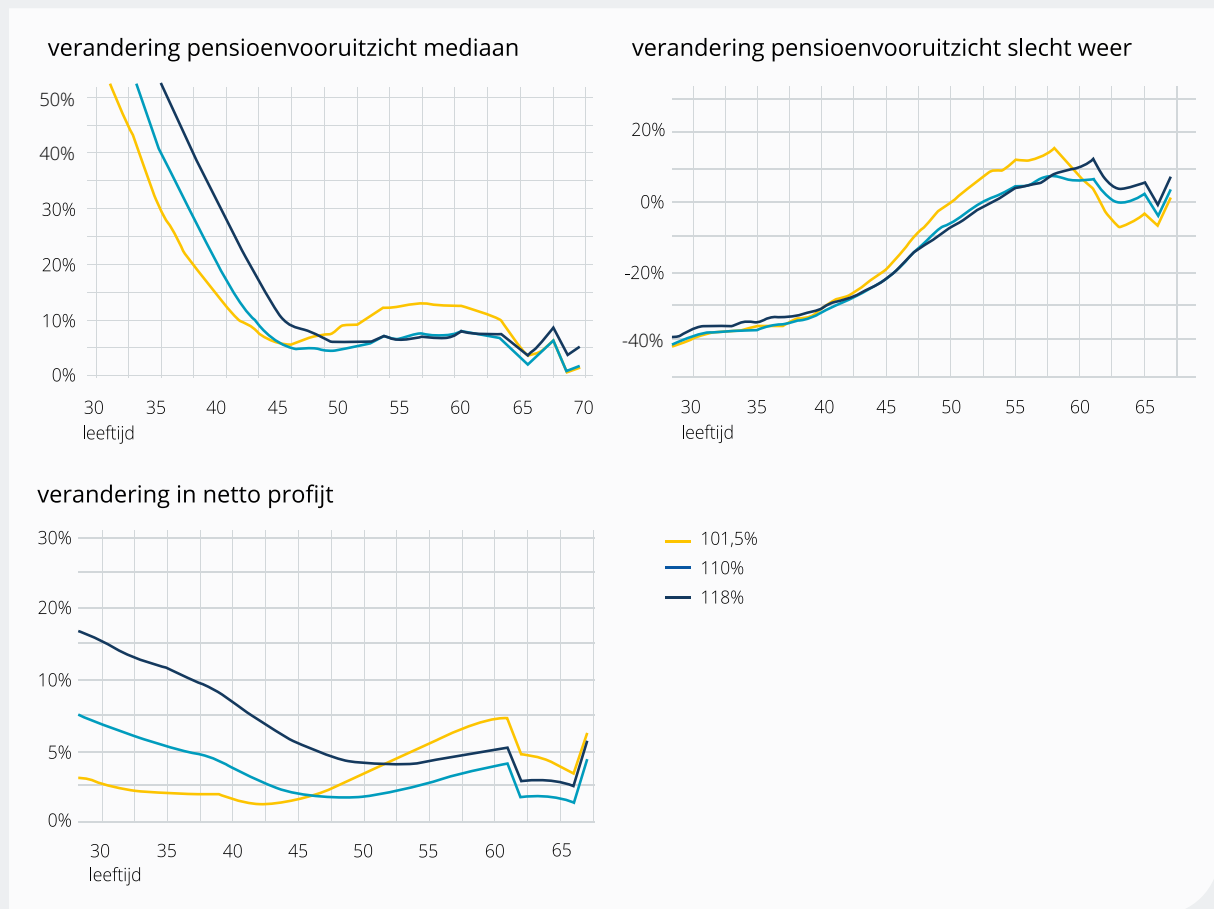 verandering pensioenvooruitzicht mediaan
50%
40%
30%
20%
10%
0%
30 35 40 45 50 55 60 65 70
leeftijd
verandering pensioenvooruitzicht slecht weer
20%
0%
-20%
-40%
30 35 40 45 50 55 60 65
leeftijd
verandering in netto profijt
30%
20%
10%
5%
0%
30 35 40 45 50 55 60 65
leeftijd
101,5%
110%
118%